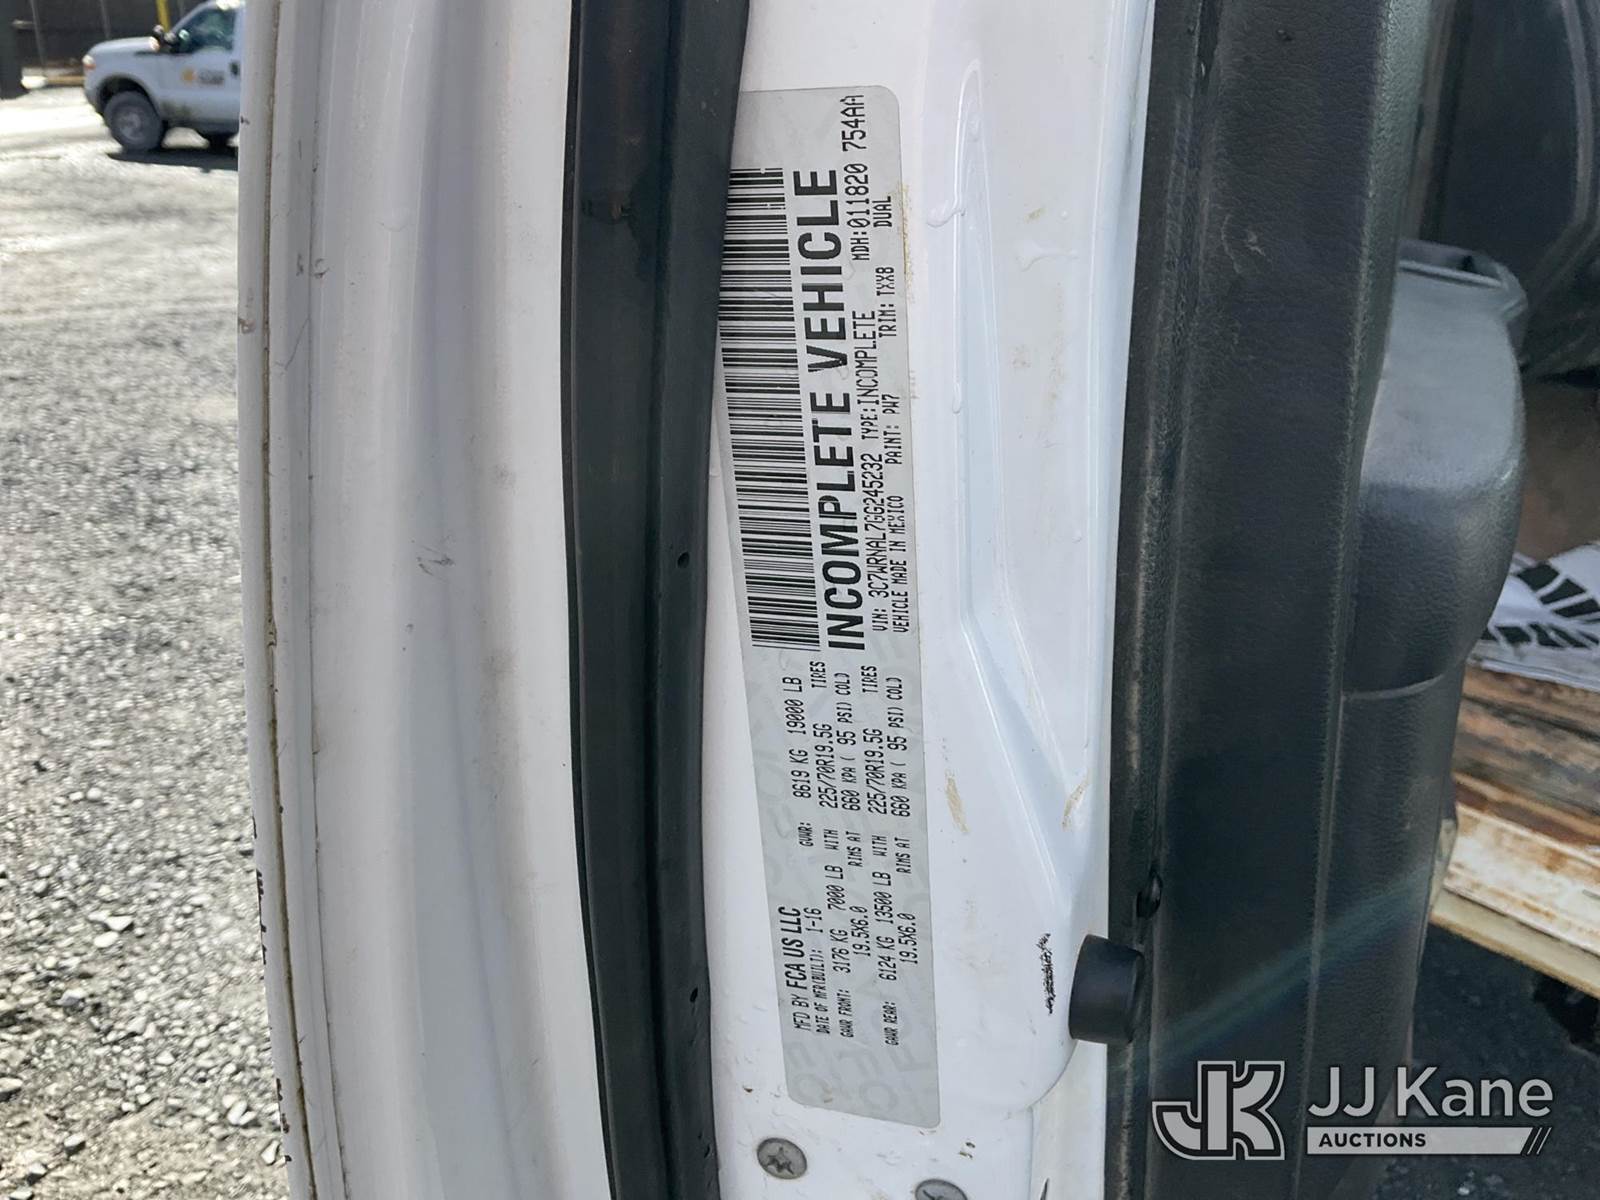 MFD BY FCA US LLC
DATE OF MFR(BUILT): 1-16 GVWR: 8619 KG 19000 LB
GAWR FRONT: 3176 KG 7000 LB WITH 225/70R19.5G TIRES
19.5X6.0 RIMS AT 660 KPA ( 95 PSI) COLD
GAWR REAR: 6124 KG 13500 LB WITH 225/70R19.5G TIRES
19.5X6.0 RIMS AT 660 KPA ( 95 PSI) COLD
INCOMPLETE VEHICLE
MDH:011820 754AA
VIN: 3C7WRNAL7GG245232 TYPE:INCOMPLETE DUAL
VEHICLE MADE IN MEXICO PAINT: PW7 TRIM: TXX8
JK JJ Kane
AUCTIONS